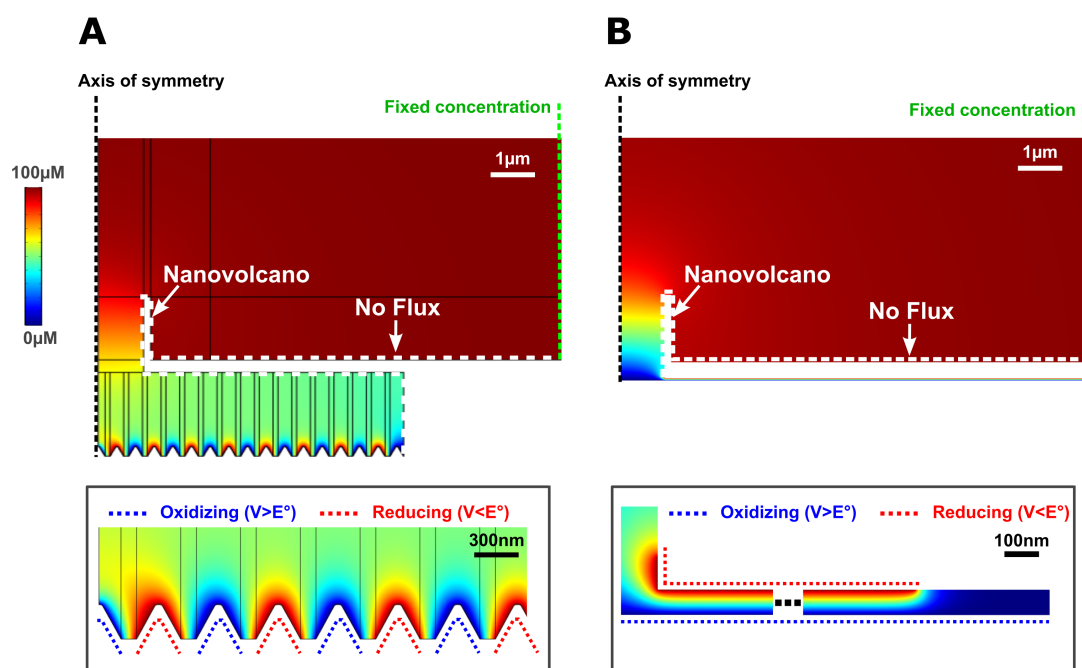 A
B
Axis of symmetry
Axis of symmetry
Fixed concentration
Fixed concentration
1µm
1µm
100µM
0µM
Nanovolcano
Nanovolcano
No Flux
No Flux
Oxidizing (V>E°)
Reducing (V<E°)
300nm
Oxidizing (V>E°)
Reducing (V<E°)
100nm